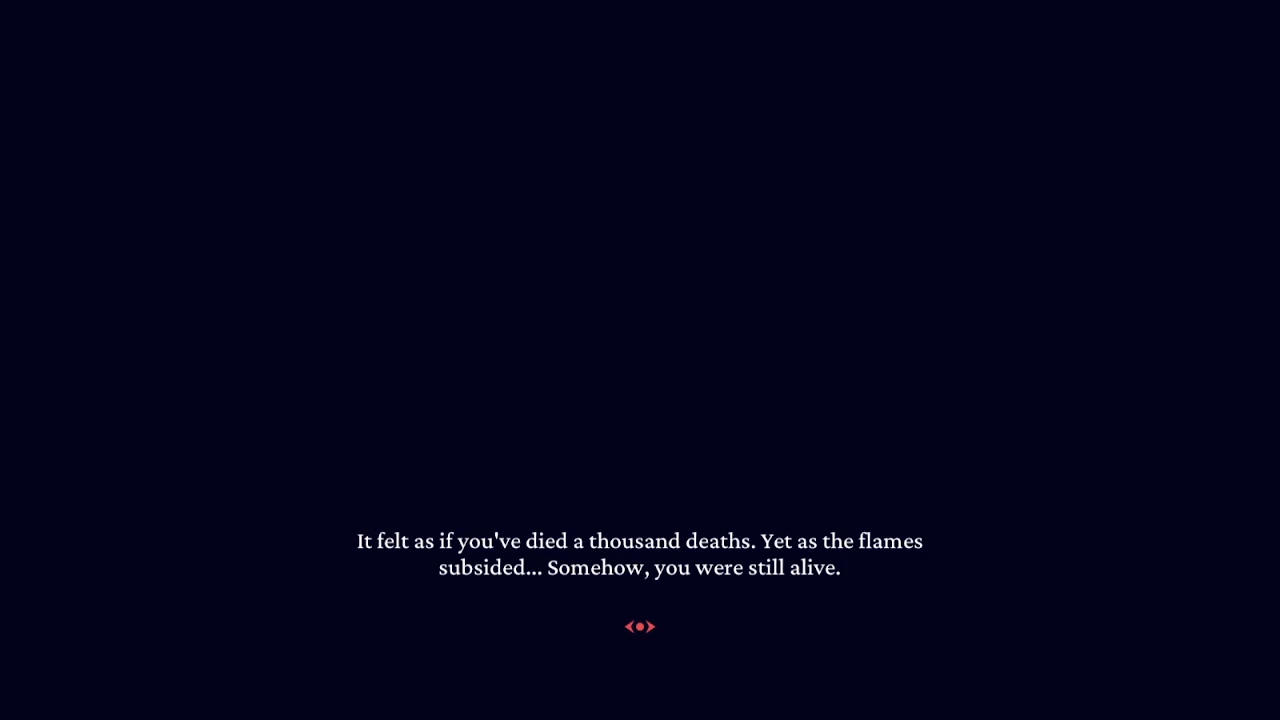 It felt as if you've died a thousand deaths. Yet as the flames
subsided... Somehow, you were still alive.